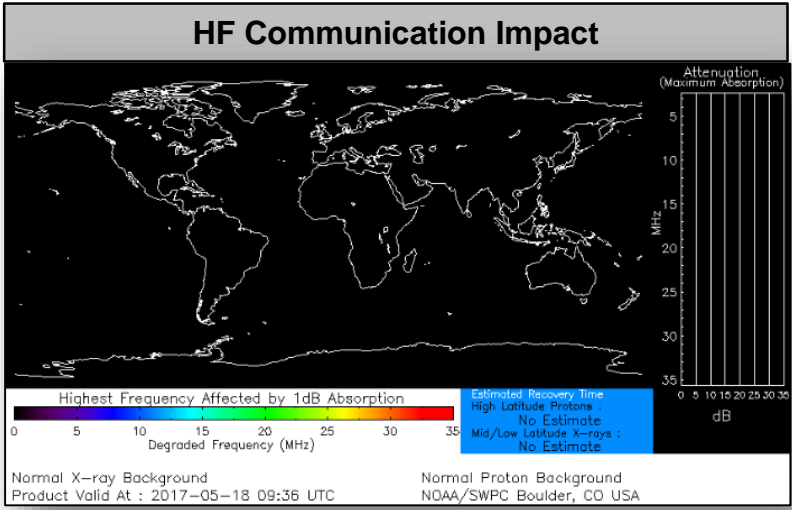 HF Communication Impact
Attenuation
(Maximum Absorption)
5
10
15
20
25
30
35
MHz
0 5 10 15 20 25 30 35
dB
Highest Frequency Affected by 1dB Absorption
0 5 10 15 20 25 30 35
Degraded Frequency (MHz)
Estimated Recovery Time
High Latitude Protons :
No Estimate
Mid/Low Latitude X-rays :
No Estimate
Normal X-ray Background
Normal Proton Background
Product Valid At : 2017-05-18 09:36 UTC
NOAA/SWPC Boulder, CO USA